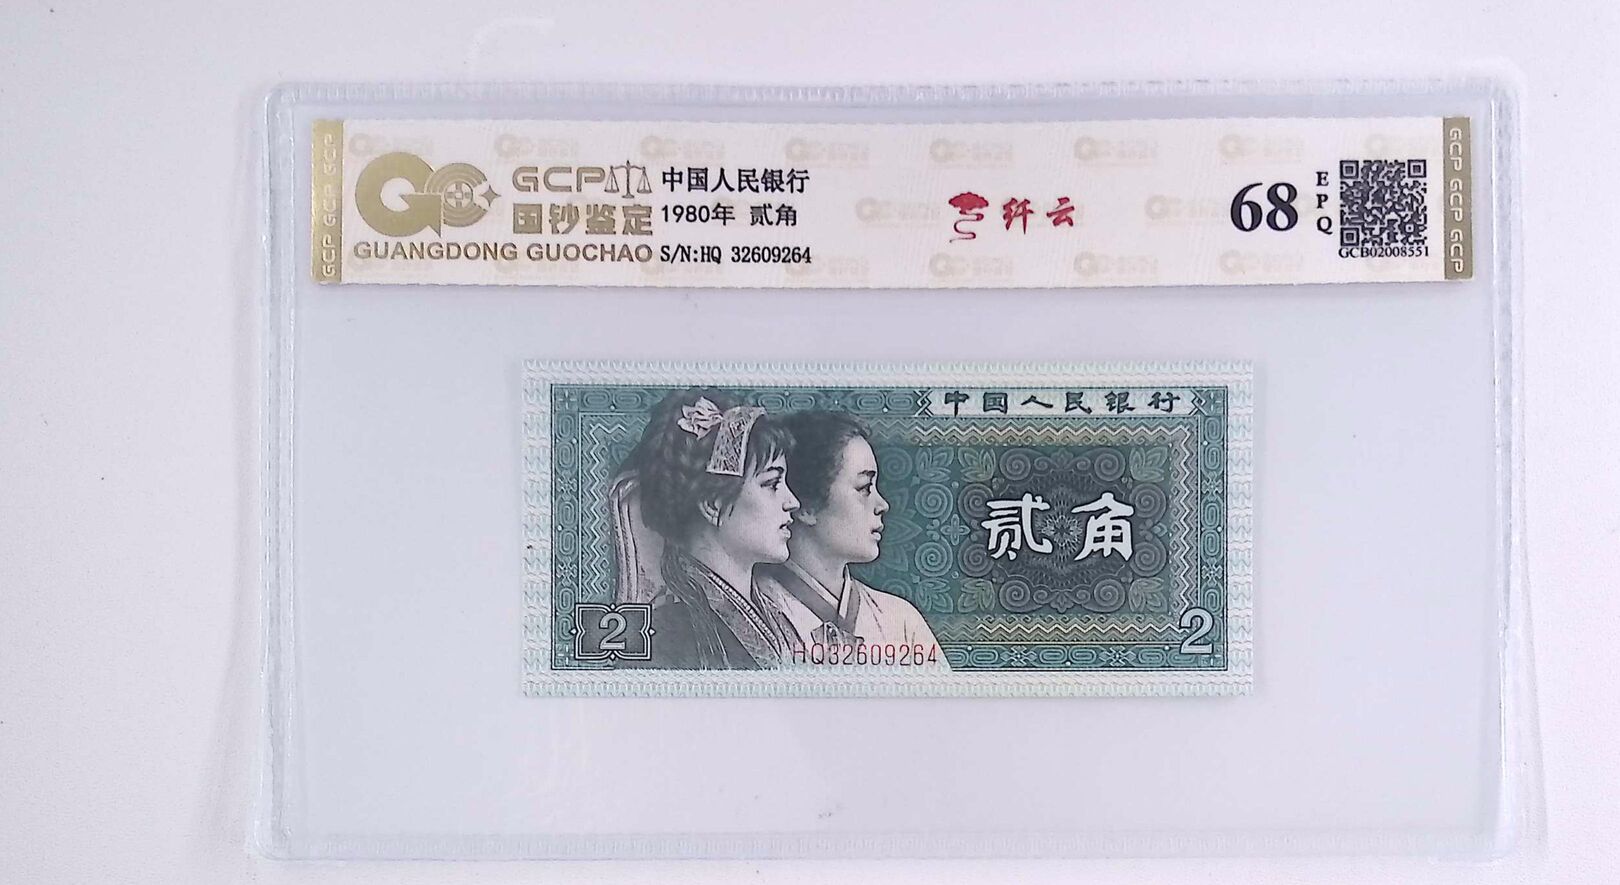 GCP 中国人民银行
国钞鉴定 1980年 贰角
GUANGDONG GUOCHAO S/N:HQ 32609264
纤云
68 EPQ
GCB02008551
GCP GCP GCP
GCP GCP GCP
中国人民银行
贰角
2
2
HQ32609264